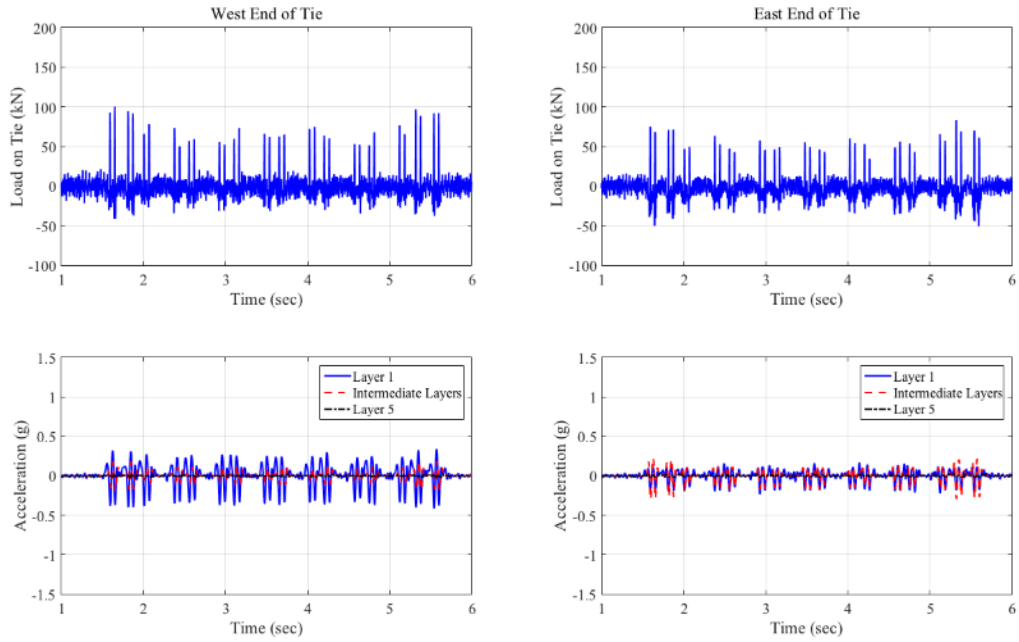 West End of Tie
200
150
100
50
0
-50
-100
Load on Tie (kN)
1 2 3 4 5 6
Time (sec)
East End of Tie
200
150
100
50
0
-50
-100
Load on Tie (kN)
1 2 3 4 5 6
Time (sec)
1.5
1
0.5
0
-0.5
-1
-1.5
Acceleration (g)
Layer 1
Intermediate Layers
Layer 5
1 2 3 4 5 6
Time (sec)
1.5
1
0.5
0
-0.5
-1
-1.5
Acceleration (g)
Layer 1
Intermediate Layers
Layer 5
1 2 3 4 5 6
Time (sec)